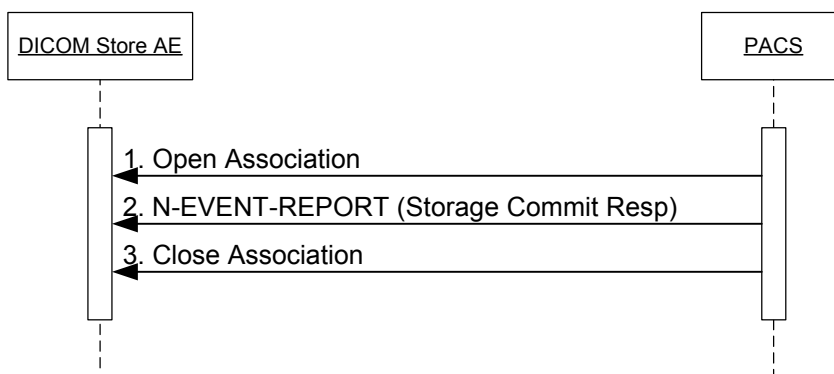 DICOM Store AE
PACS
1. Open Association
2. N-EVENT-REPORT (Storage Commit Resp)
3. Close Association